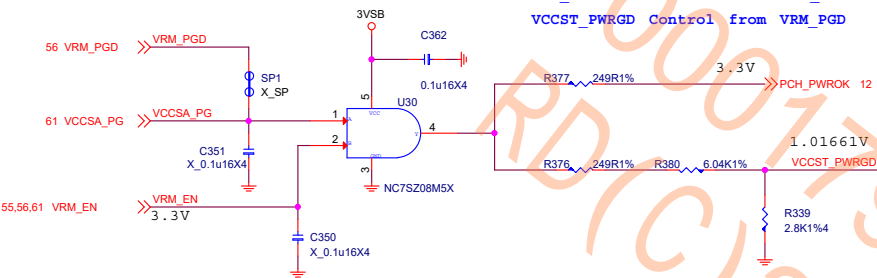 VCCST_PWRGD Control from VRM_PGD
3VSB
C362
0.1u16X4
56 VRM_PGD
VRM_PGD
SP1
X_SP
61 VCCSA_PG
VCCSA_PG
C351
X_0.1u16X4
1
2
5
3
4
A
B
VCC
GND
Y
U30
NC7SZ08M5X
55,56,61 VRM_EN
VRM_EN
3.3V
C350
X_0.1u16X4
R377 249R1%
3.3V
PCH_PWROK 12
R376 249R1%
R380 6.04K1%
1.01661V
VCCST_PWRGD
R339
2.8K1%4